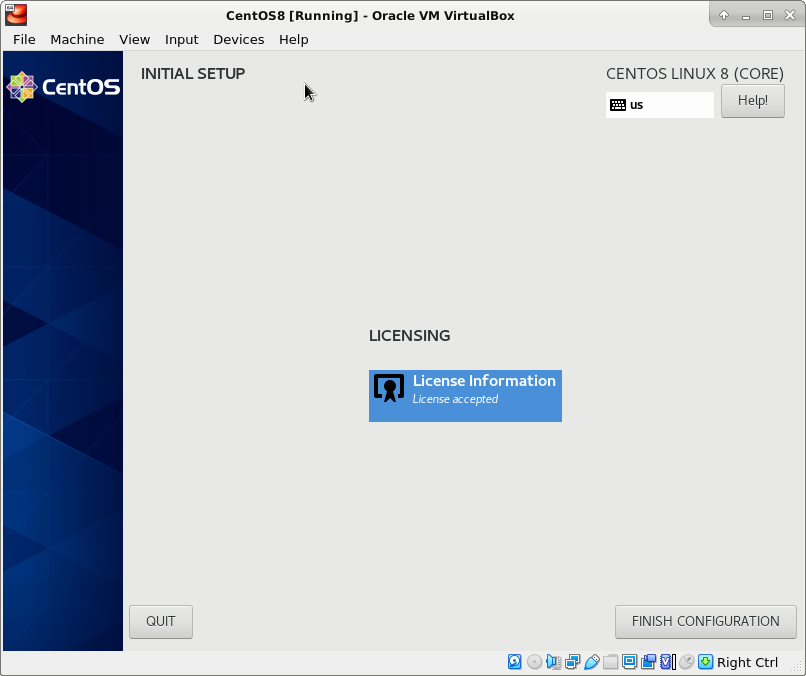 CentOS8 [Running] - Oracle VM VirtualBox
File Machine View Input Devices Help
CentOS
INITIAL SETUP
CENTOS LINUX 8 (CORE)
us
Help!
LICENSING
License Information
License accepted
QUIT
FINISH CONFIGURATION
Right Ctrl